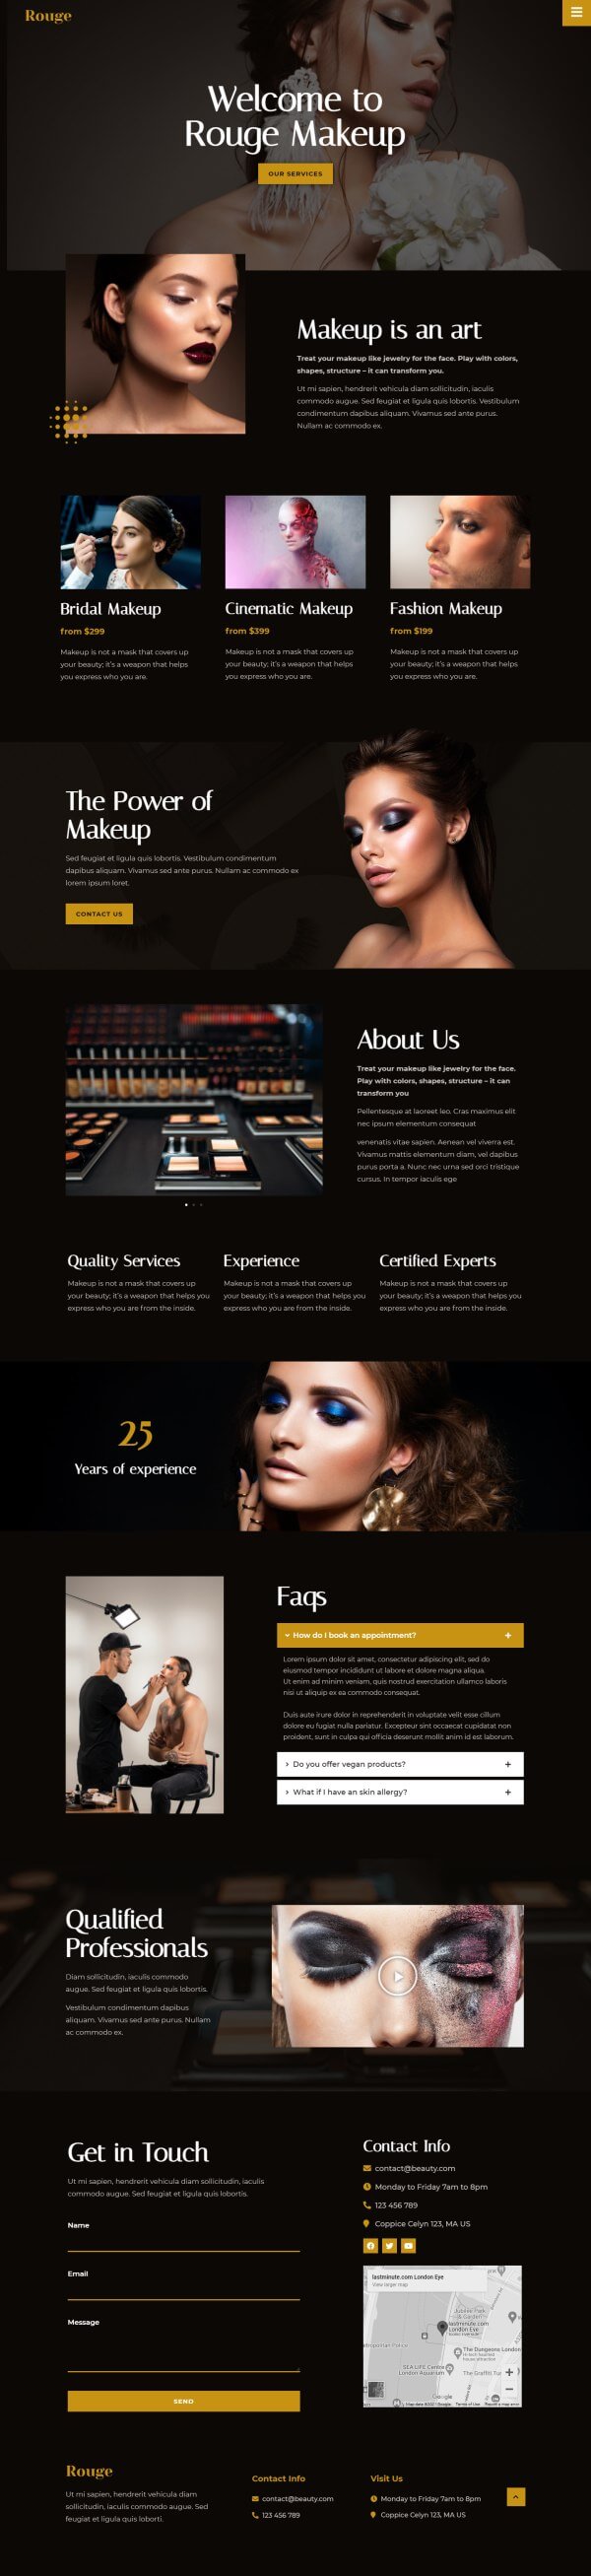 Rouge
Welcome to
Rouge Makeup
OUR SERVICES
Makeup is an art
Treat your makeup like jewelry for the face. Play with colors,
shapes, structure – it can transform you.
Ut mi sapien, hendrerit vehicula diam sollicitudin, iaculis
commodo augue. Sed feugiat et ligula quis lobortis. Vestibulum
condimentum dapibus aliquam. Vivamus sed ante purus.
Nullam ac commodo ex.
Bridal Makeup
from $299
Makeup is not a mask that covers up
your beauty; it's a weapon that helps
you express who you are.
Cinematic Makeup
from $399
Makeup is not a mask that covers up
your beauty; it's a weapon that helps
you express who you are.
Fashion Makeup
from $199
Makeup is not a mask that covers up
your beauty; it's a weapon that helps
you express who you are.
The Power of
Makeup
Sed feugiat et ligula quis lobortis. Vestibulum condimentum
dapibus aliquam. Vivamus sed ante purus. Nullam ac commodo ex
lorem ipsum loret.
CONTACT US
About Us
Treat your makeup like jewelry for the face.
Play with colors, shapes, structure – it can
transform you
Pellentesque at laoreet leo. Cras maximus elit
nec ipsum elementum consequat
venenatis vitae sapien. Aenean vel viverra est.
Vivamus mattis elementum diam, vel dapibus
purus porta a. Nunc nec urna sed orci tristique
cursus. In tempor iaculis ege
Quality Services
Makeup is not a mask that covers up
your beauty; it's a weapon that helps you
express who you are from the inside.
Experience
Makeup is not a mask that covers up
your beauty; it's a weapon that helps you
express who you are from the inside.
Certified Experts
Makeup is not a mask that covers up
your beauty; it's a weapon that helps you
express who you are from the inside.
25
Years of experience
Faqs
How do I book an appointment?
Lorem ipsum dolor sit amet, consectetur adipiscing elit, sed do
eiusmod tempor incididunt ut labore et dolore magna aliqua.
Ut enim ad minim veniam, quis nostrud exercitation ullamco laboris
nisi ut aliquip ex ea commodo consequat.
Duis aute irure dolor in reprehenderit in voluptate velit esse cillum
dolore eu fugiat nulla pariatur. Excepteur sint occaecat cupidatat non
proident, sunt in culpa qui officia deserunt mollit anim id est laborum.
Do you offer vegan products?
What if I have an skin allergy?
Qualified
Professionals
Diam sollicitudin, iaculis commodo
augue. Sed feugiat et ligula quis lobortis.
Vestibulum condimentum dapibus
aliquam. Vivamus sed ante purus. Nullam
ac commodo ex.
Get in Touch
Ut mi sapien, hendrerit vehicula diam sollicitudin, iaculis
commodo augue. Sed feugiat et ligula quis lobortis.
Name
Email
Message
SEND
Contact Info
contact@beauty.com
Monday to Friday 7am to 8pm
123 456 789
Coppice Celyn 123, MA US
lastminute.com London Eye
View larger map
Jubilee Park
& Gardens
lastminute.com
London Eye
The Dungeons London
SEA LIFE Centre
London Aquarium
The Graffiti
Google
Rouge
Ut mi sapien, hendrerit vehicula diam
sollicitudin, iaculis commodo augue. Sed
feugiat et ligula quis loborti.
Contact Info
contact@beauty.com
123 456 789
Visit Us
Monday to Friday 7am to 8pm
Coppice Celyn 123, MA US